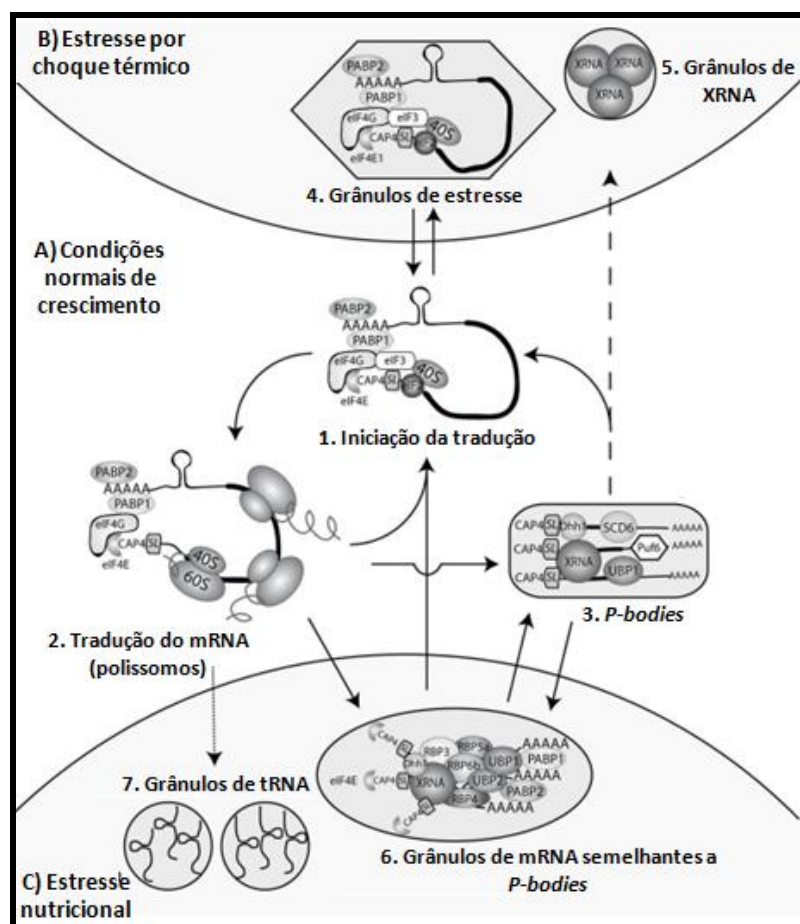 B) Estresse por
choque térmico
PABP2
AAAAA
PABP1
eIF4G
eIF3
40S
CAP4
SL
eIF4E1
4. Grânulos de estresse
XRNA
XRNA
XRNA
5. Grânulos de
XRNA
A) Condições
normais de
crescimento
PABP2
AAAAA
PABP1
eIF4G
eIF3
40S
CAP4
SL
eIF4E
1. Iniciação da tradução
PABP2
AAAAA
PABP1
eIF4G
CAP4
SL
eIF4E
40S
60S
2. Tradução do mRNA
(polissomos)
CAP4
SL
Dhh1
SCD6
AAAAA
CAP4
SL
XRNA
Puf6
AAAAA
CAP4
SL
UBP1
AAAAA
3. P-bodies
CAP4
SL
RBP3
AAAAA
Dhh1
RBP6b
UBP1
PABP1
eIF4E
CAP4
SL
XRNA
UBP2
AAAAA
PABP2
RBP4
AAAAA
6. Grânulos de mRNA semelhantes a
P-bodies
7. Grânulos de tRNA
C) Estresse
nutricional